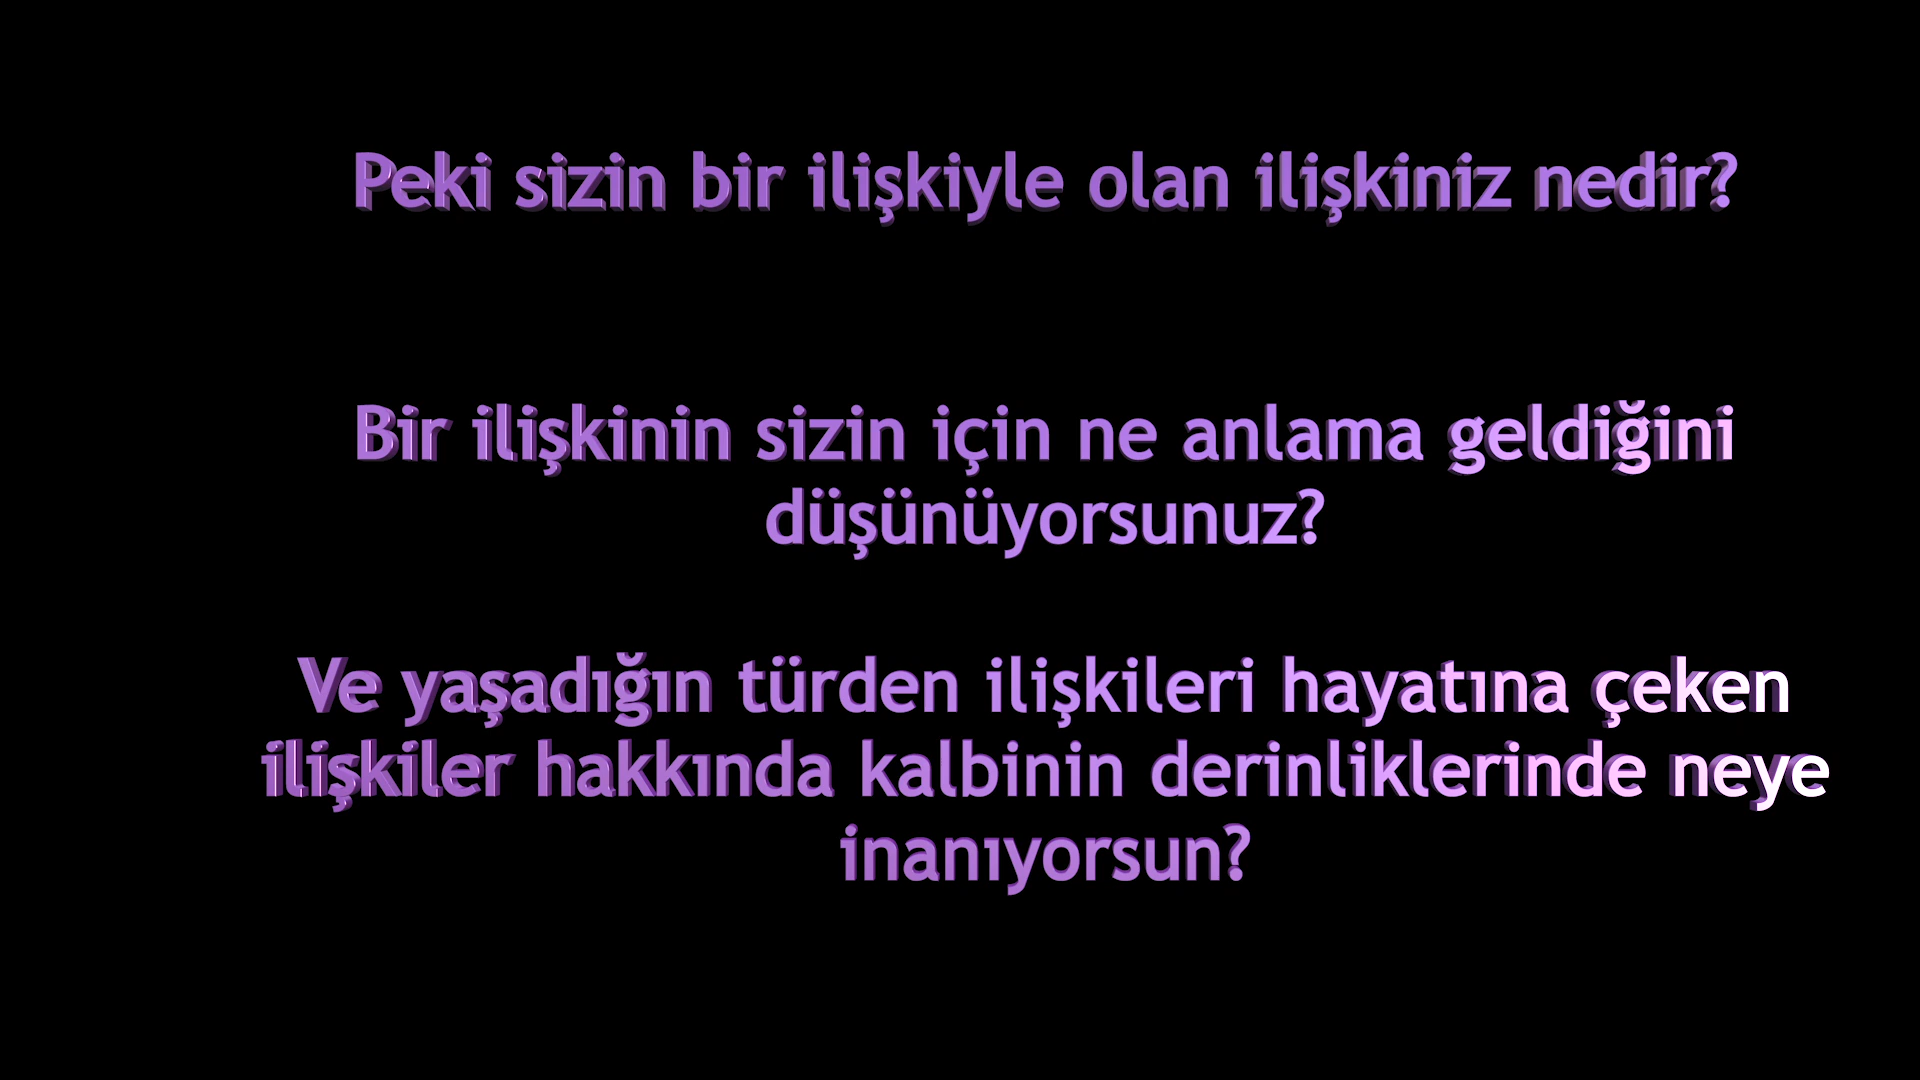 Peki sizin bir ilişkiyle olan ilişkiniz nedir?
Bir ilişkinin sizin için ne anlama geldiğini
düşünüyorsunuz?
Ve yaşadığın türden ilişkileri hayatına çeken
ilişkiler hakkında kalbinin derinliklerinde neye
inanıyorsun?